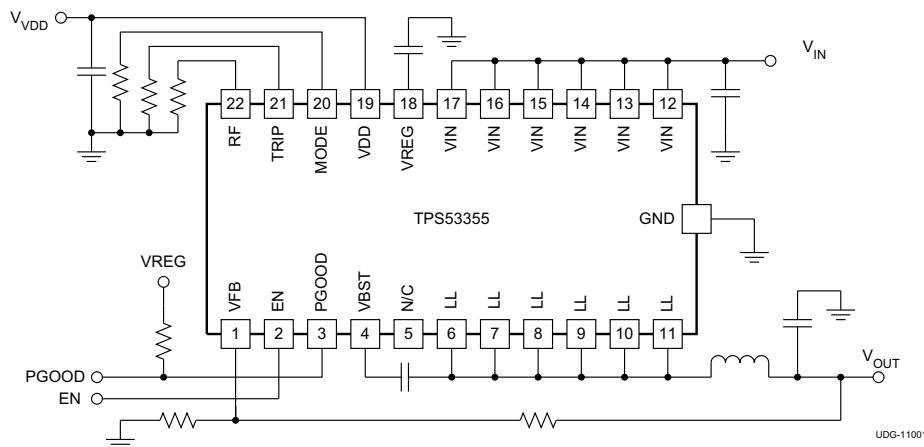 V_VDD
V_IN
22 21 20 19 18 17 16 15 14 13 12
RF TRIP MODE VDD VREG VIN VIN VIN VIN VIN VIN
TPS53355
GND
VREG
VFB EN PGOOD VBST N/C LL LL LL LL LL LL
1 2 3 4 5 6 7 8 9 10 11
V_OUT
PGOOD
EN